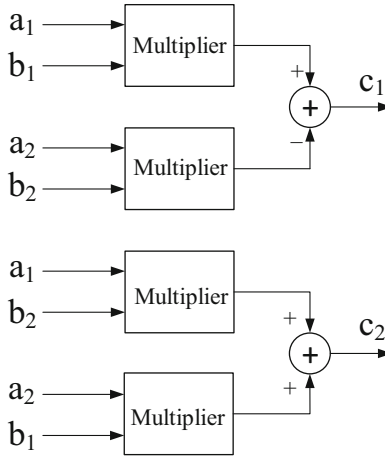 a₁
Multiplier
b₁
+
c₁
+
a₂
−
Multiplier
b₂
a₁
Multiplier
b₂
+
c₂
+
a₂
+
Multiplier
b₁